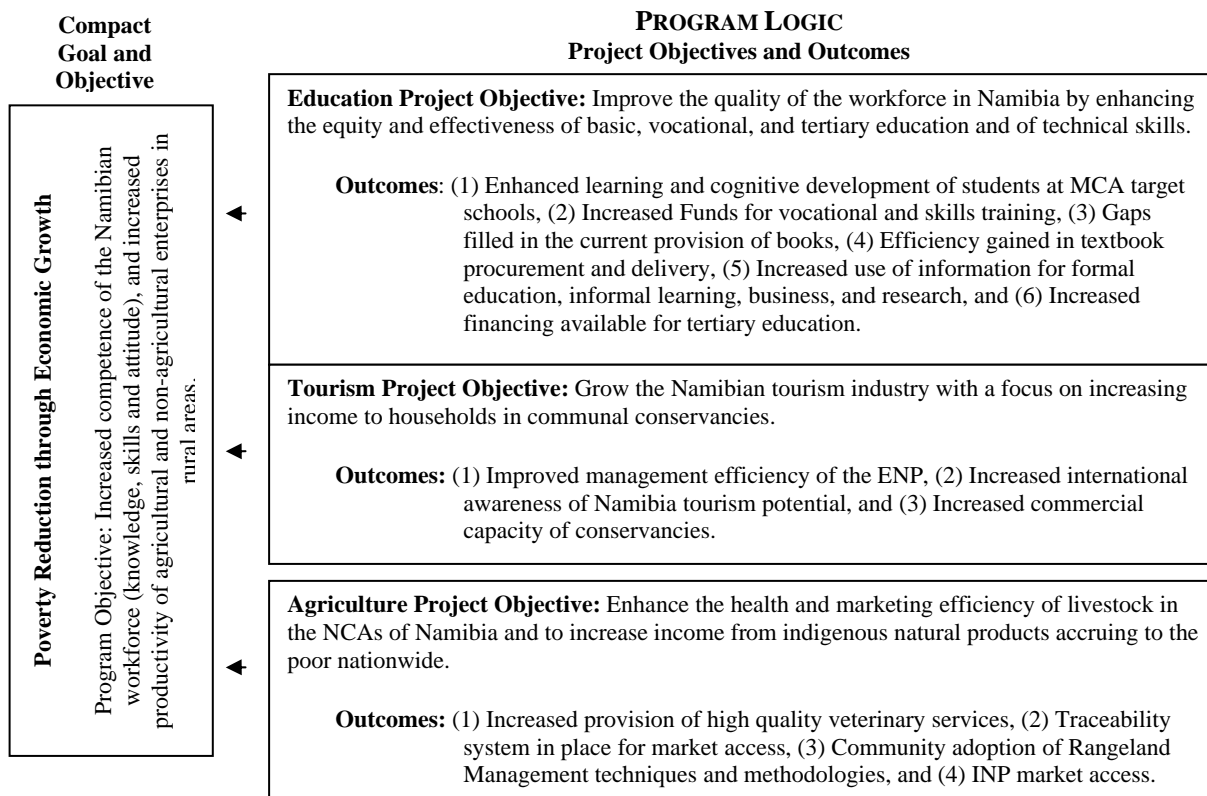 Compact
Goal and
Objective
PROGRAM LOGIC
Project Objectives and Outcomes
Poverty Reduction through Economic Growth
Program Objective: Increased competence of the Namibian
workforce (knowledge, skills and attitude), and increased
productivity of agricultural and non-agricultural enterprises in
rural areas.
Education Project Objective: Improve the quality of the workforce in Namibia by enhancing
the equity and effectiveness of basic, vocational, and tertiary education and of technical skills.
Outcomes: (1) Enhanced learning and cognitive development of students at MCA target
schools, (2) Increased Funds for vocational and skills training, (3) Gaps
filled in the current provision of books, (4) Efficiency gained in textbook
procurement and delivery, (5) Increased use of information for formal
education, informal learning, business, and research, and (6) Increased
financing available for tertiary education.
Tourism Project Objective: Grow the Namibian tourism industry with a focus on increasing
income to households in communal conservancies.
Outcomes: (1) Improved management efficiency of the ENP, (2) Increased international
awareness of Namibia tourism potential, and (3) Increased commercial
capacity of conservancies.
Agriculture Project Objective: Enhance the health and marketing efficiency of livestock in
the NCAs of Namibia and to increase income from indigenous natural products accruing to the
poor nationwide.
Outcomes: (1) Increased provision of high quality veterinary services, (2) Traceability
system in place for market access, (3) Community adoption of Rangeland
Management techniques and methodologies, and (4) INP market access.